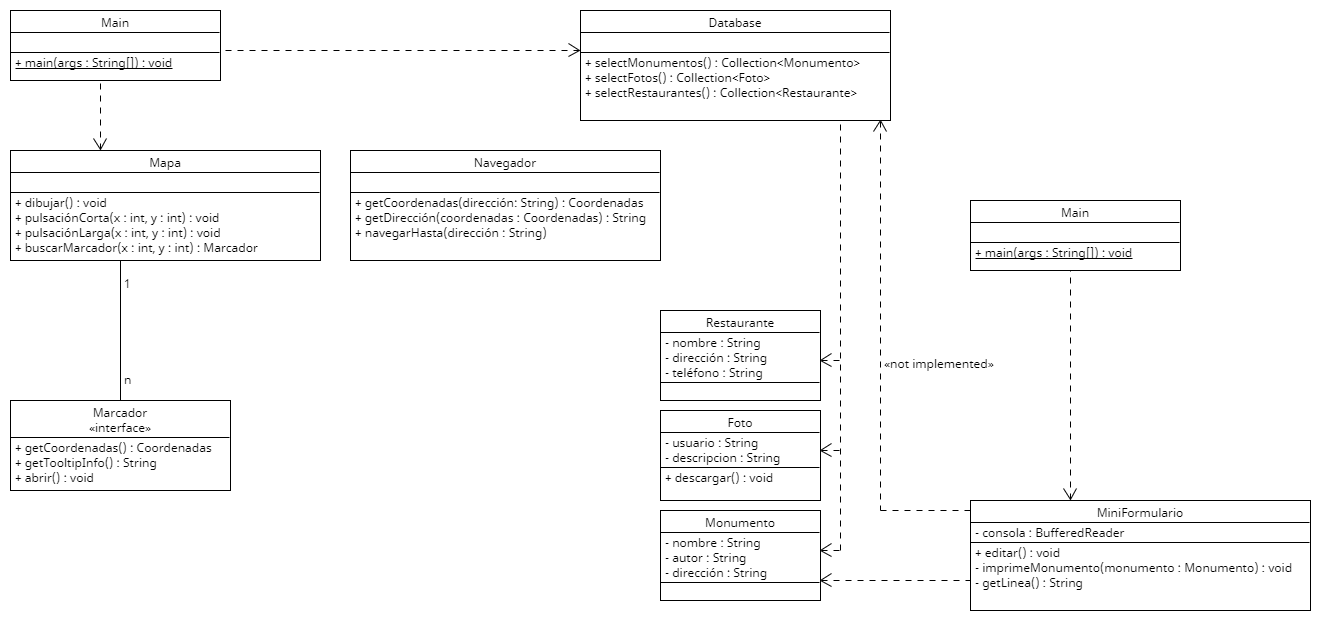 Main
+ main(args : String[]) : void
Database
+ selectMonumentos() : Collection<Monumento>
+ selectFotos() : Collection<Foto>
+ selectRestaurantes() : Collection<Restaurante>
Mapa
+ dibujar() : void
+ pulsaciónCorta(x : int, y : int) : void
+ pulsaciónLarga(x : int, y : int) : void
+ buscarMarcador(x : int, y : int) : Marcador
Navegador
+ getCoordenadas(dirección: String) : Coordenadas
+ getDirección(coordenadas : Coordenadas) : String
+ navegarHasta(dirección : String)
Main
+ main(args : String[]) : void
1
n
Restaurante
- nombre : String
- dirección : String
- teléfono : String
«not implemented»
Marcador
«interface»
+ getCoordenadas() : Coordenadas
+ getTooltipInfo() : String
+ abrir() : void
Foto
- usuario : String
- descripcion : String
+ descargar() : void
Monumento
- nombre : String
- autor : String
- dirección : String
MiniFormulario
- consola : BufferedReader
+ editar() : void
- imprimeMonumento(monumento : Monumento) : void
- getLinea() : String